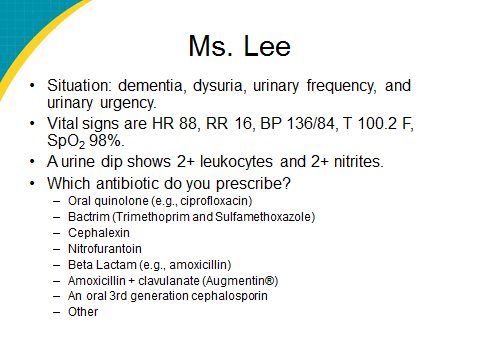 Ms. Lee
• Situation: dementia, dysuria, urinary frequency, and
urinary urgency.
• Vital signs are HR 88, RR 16, BP 136/84, T 100.2 F,
SpO2 98%.
• A urine dip shows 2+ leukocytes and 2+ nitrites.
• Which antibiotic do you prescribe?
– Oral quinolone (e.g., ciprofloxacin)
– Bactrim (Trimethoprim and Sulfamethoxazole)
– Cephalexin
– Nitrofurantoin
– Beta Lactam (e.g., amoxicillin)
– Amoxicillin + clavulanate (Augmentin®)
– An oral 3rd generation cephalosporin
– Other